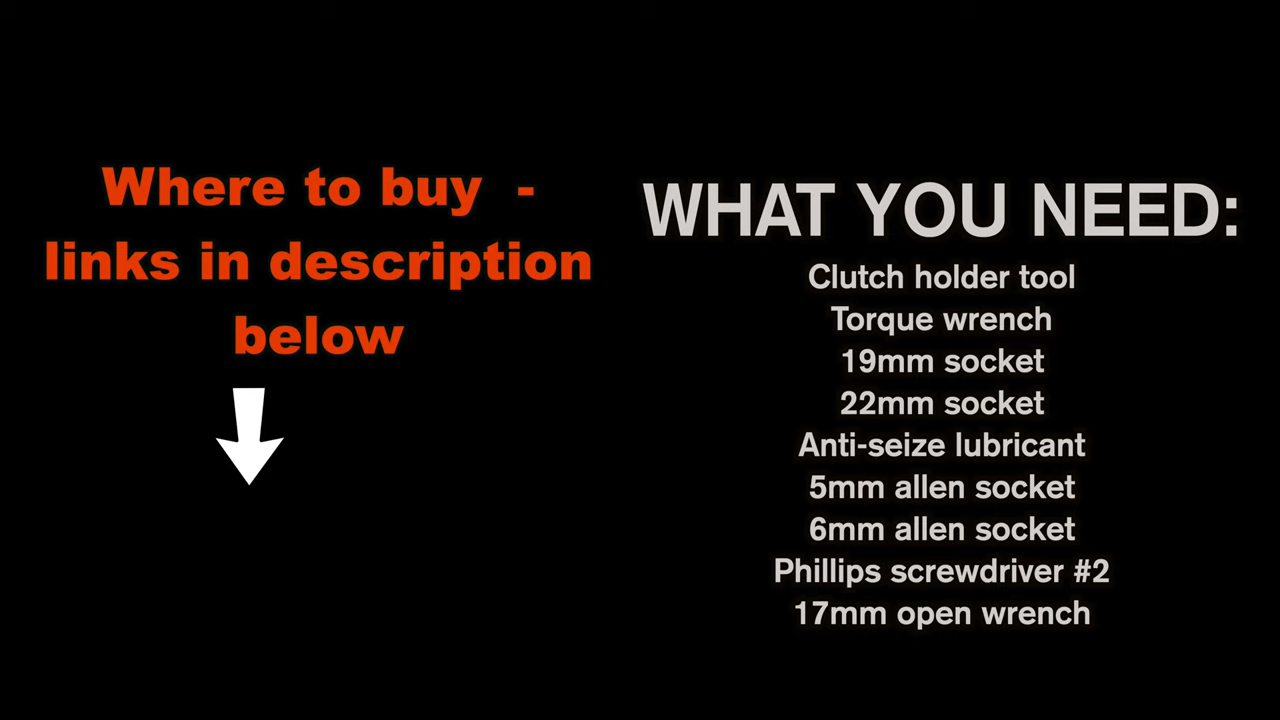 Where to buy -
links in description
below
WHAT YOU NEED:
Clutch holder tool
Torque wrench
19mm socket
22mm socket
Anti-seize lubricant
5mm allen socket
6mm allen socket
Phillips screwdriver #2
17mm open wrench